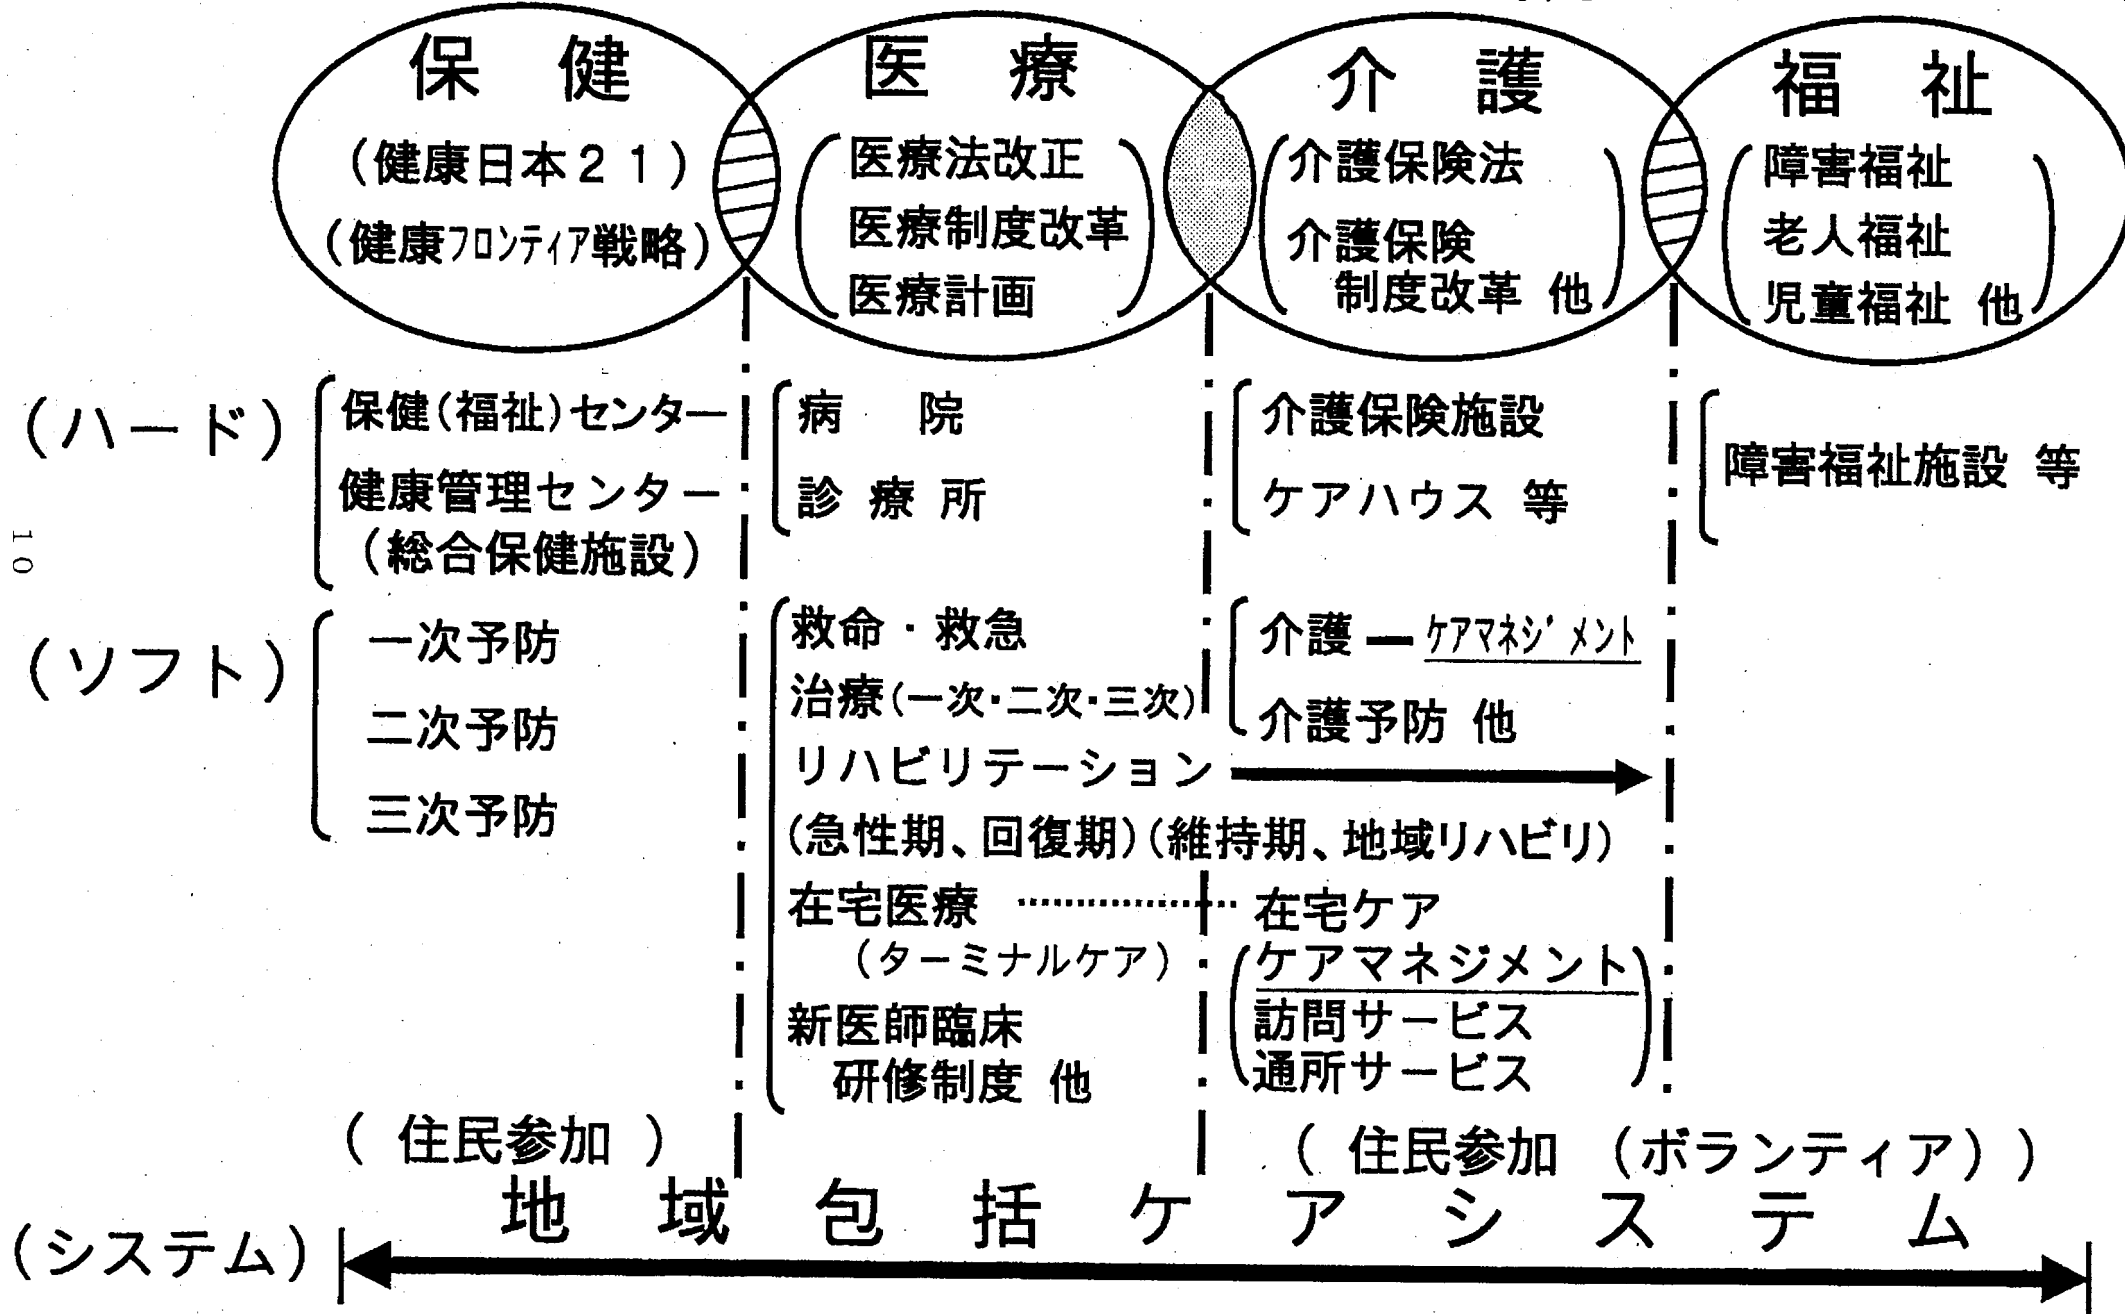 保 健
(健康日本21)
(健康フロンティア戦略)
医 療
医療法改正
医療制度改革
医療計画
介 護
介護保険法
介護保険
制度改革 他
福 祉
障害福祉
老人福祉
児童福祉 他
(ハード)
保健(福祉)センター
健康管理センター
(総合保健施設)
病 院
診 療 所
介護保険施設
ケアハウス 等
障害福祉施設 等
10
(ソフト)
一次予防
二次予防
三次予防
救命・救急
治療(一次・二次・三次)
リハビリテーション
(急性期、回復期)(維持期、地域リハビリ)
在宅医療
(ターミナルケア)
新医師臨床
研修制度 他
介護 ― ケアマネジメント
介護予防 他
在宅ケア
ケアマネジメント
訪問サービス
通所サービス
(住民参加)
(住民参加 (ボランティア))
地域包括ケアシステム
(システム)